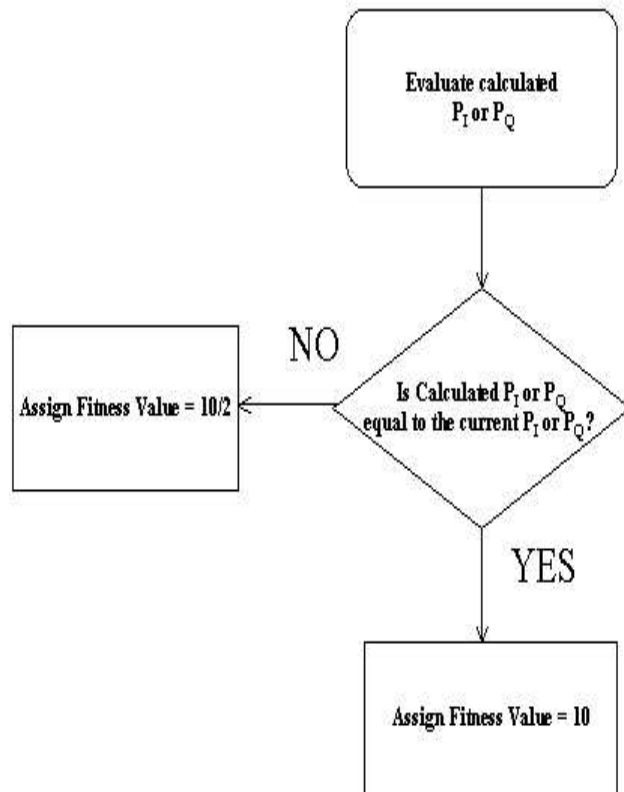 Evaluate calculated
P_I or P_Q
NO
Is Calculated P_I or P_Q
equal to the current P_I or P_Q?
Assign Fitness Value = 10/2
YES
Assign Fitness Value = 10